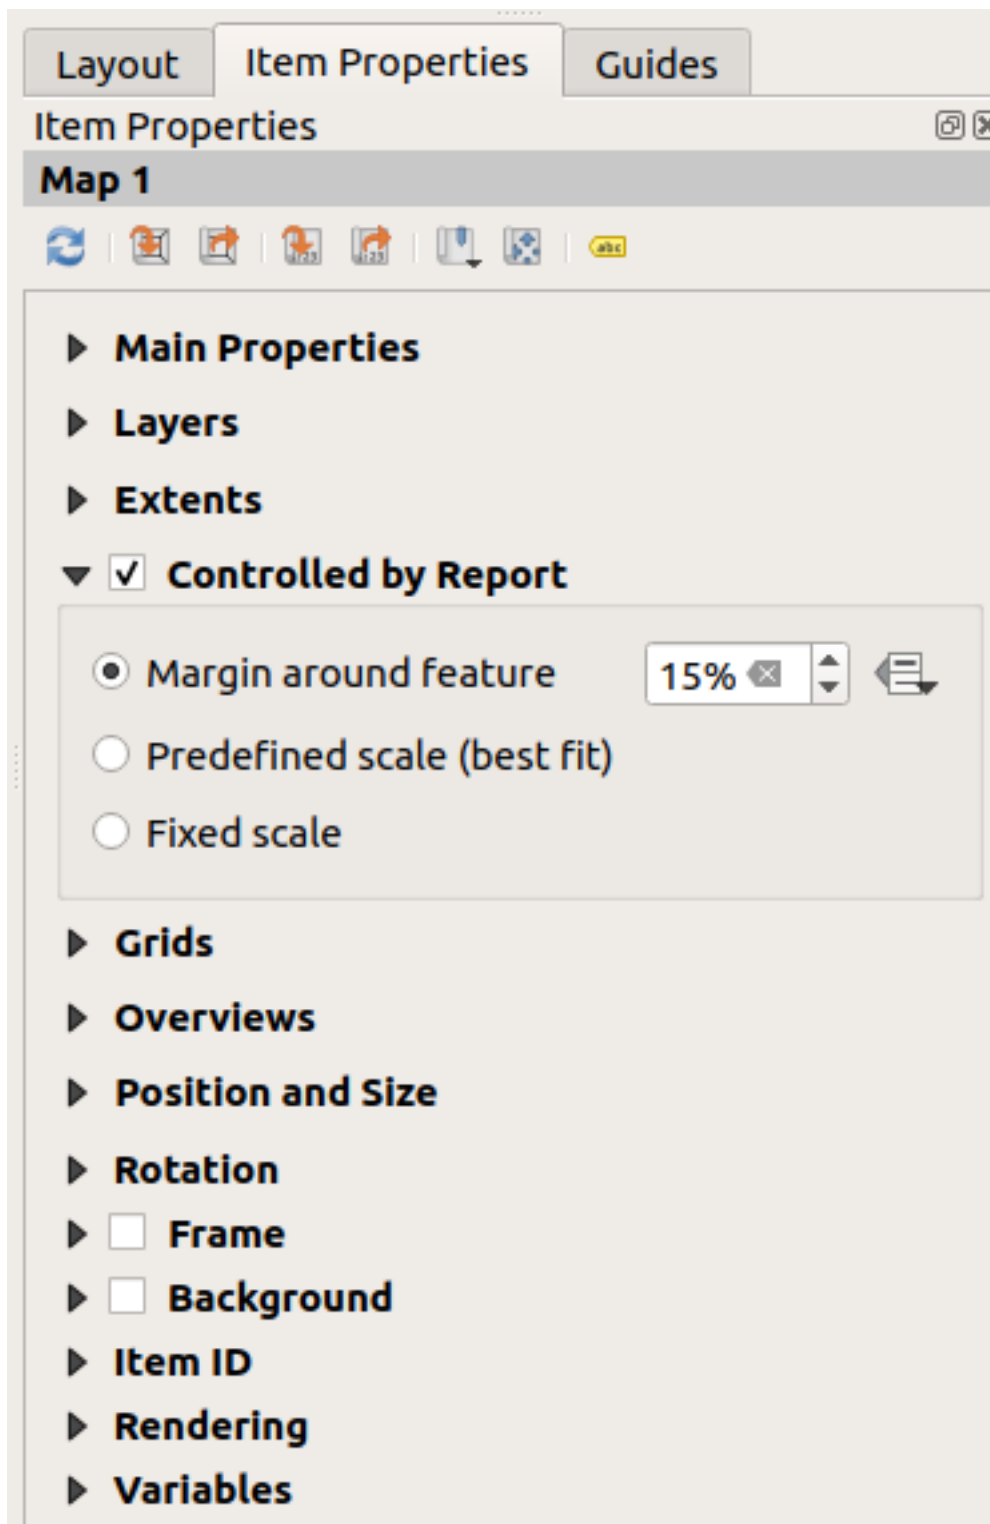 Layout Item Properties Guides
Item Properties
Map 1
abc
Main Properties
Layers
Extents
Controlled by Report
Margin around feature 15%
Predefined scale (best fit)
Fixed scale
Grids
Overviews
Position and Size
Rotation
Frame
Background
Item ID
Rendering
Variables